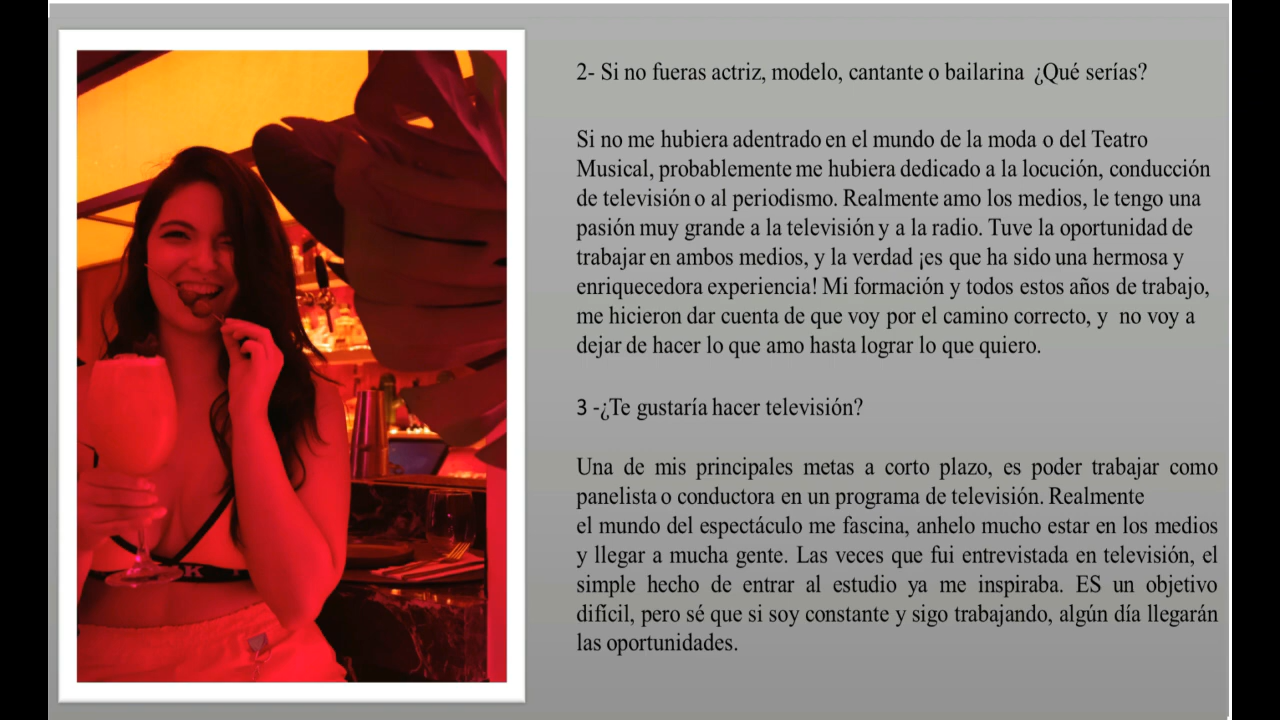 2- Si no fueras actriz, modelo, cantante o bailarina ¿Qué serías?
Si no me hubiera adentrado en el mundo de la moda o del Teatro
Musical, probablemente me hubiera dedicado a la locución, conducción
de televisión o al periodismo. Realmente amo los medios, le tengo una
pasión muy grande a la televisión y a la radio. Tuve la oportunidad de
trabajar en ambos medios, y la verdad ¡es que ha sido una hermosa y
enriquecedora experiencia! Mi formación y todos estos años de trabajo,
me hicieron dar cuenta de que voy por el camino correcto, y no voy a
dejar de hacer lo que amo hasta lograr lo que quiero.
3 -¿Te gustaría hacer televisión?
Una de mis principales metas a corto plazo, es poder trabajar como
panelista o conductora en un programa de televisión. Realmente
el mundo del espectáculo me fascina, anhelo mucho estar en los medios
y llegar a mucha gente. Las veces que fui entrevistada en televisión, el
simple hecho de entrar al estudio ya me inspiraba. ES un objetivo
difícil, pero sé que si soy constante y sigo trabajando, algún día llegarán
las oportunidades.